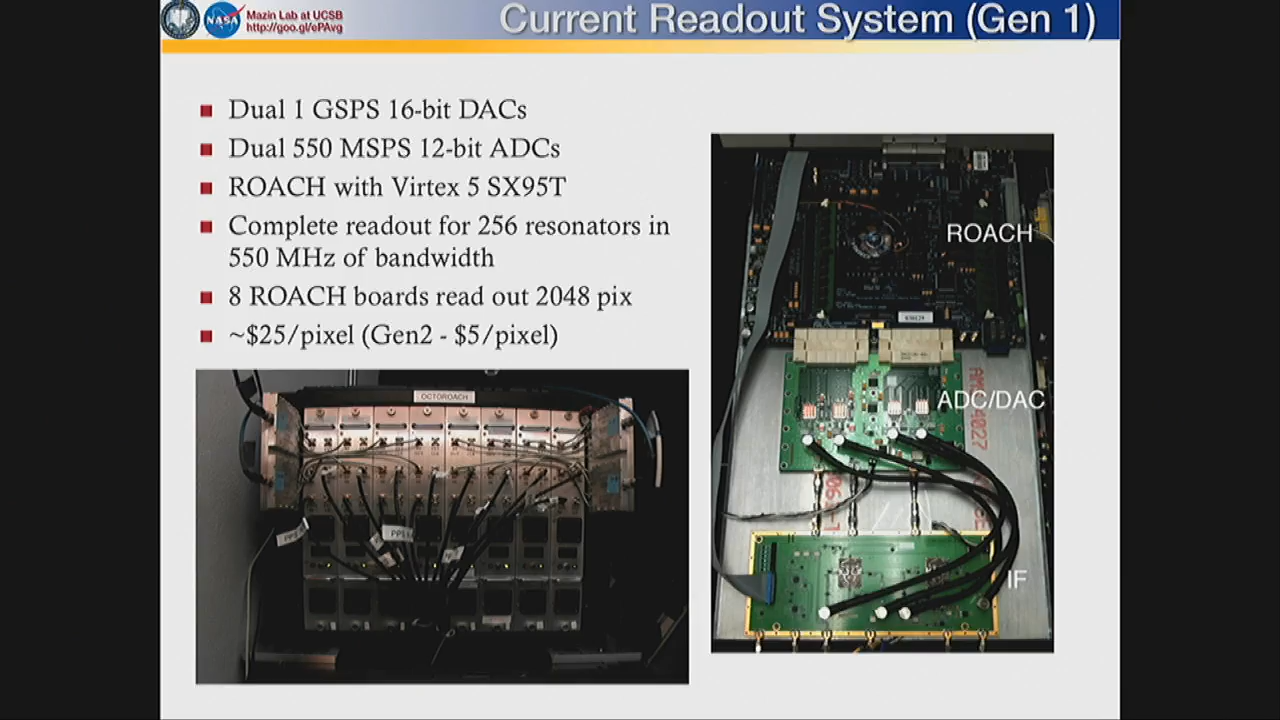 Mazin Lab at UCSB
http://goo.gl/ePAvg
NASA
Current Readout System (Gen 1)
Dual 1 GSPS 16-bit DACs
Dual 550 MSPS 12-bit ADCs
ROACH with Virtex 5 SX95T
Complete readout for 256 resonators in
550 MHz of bandwidth
8 ROACH boards read out 2048 pix
~$25/pixel (Gen2 - $5/pixel)
OCTOROACH
ROACH
ADC/DAC
IF